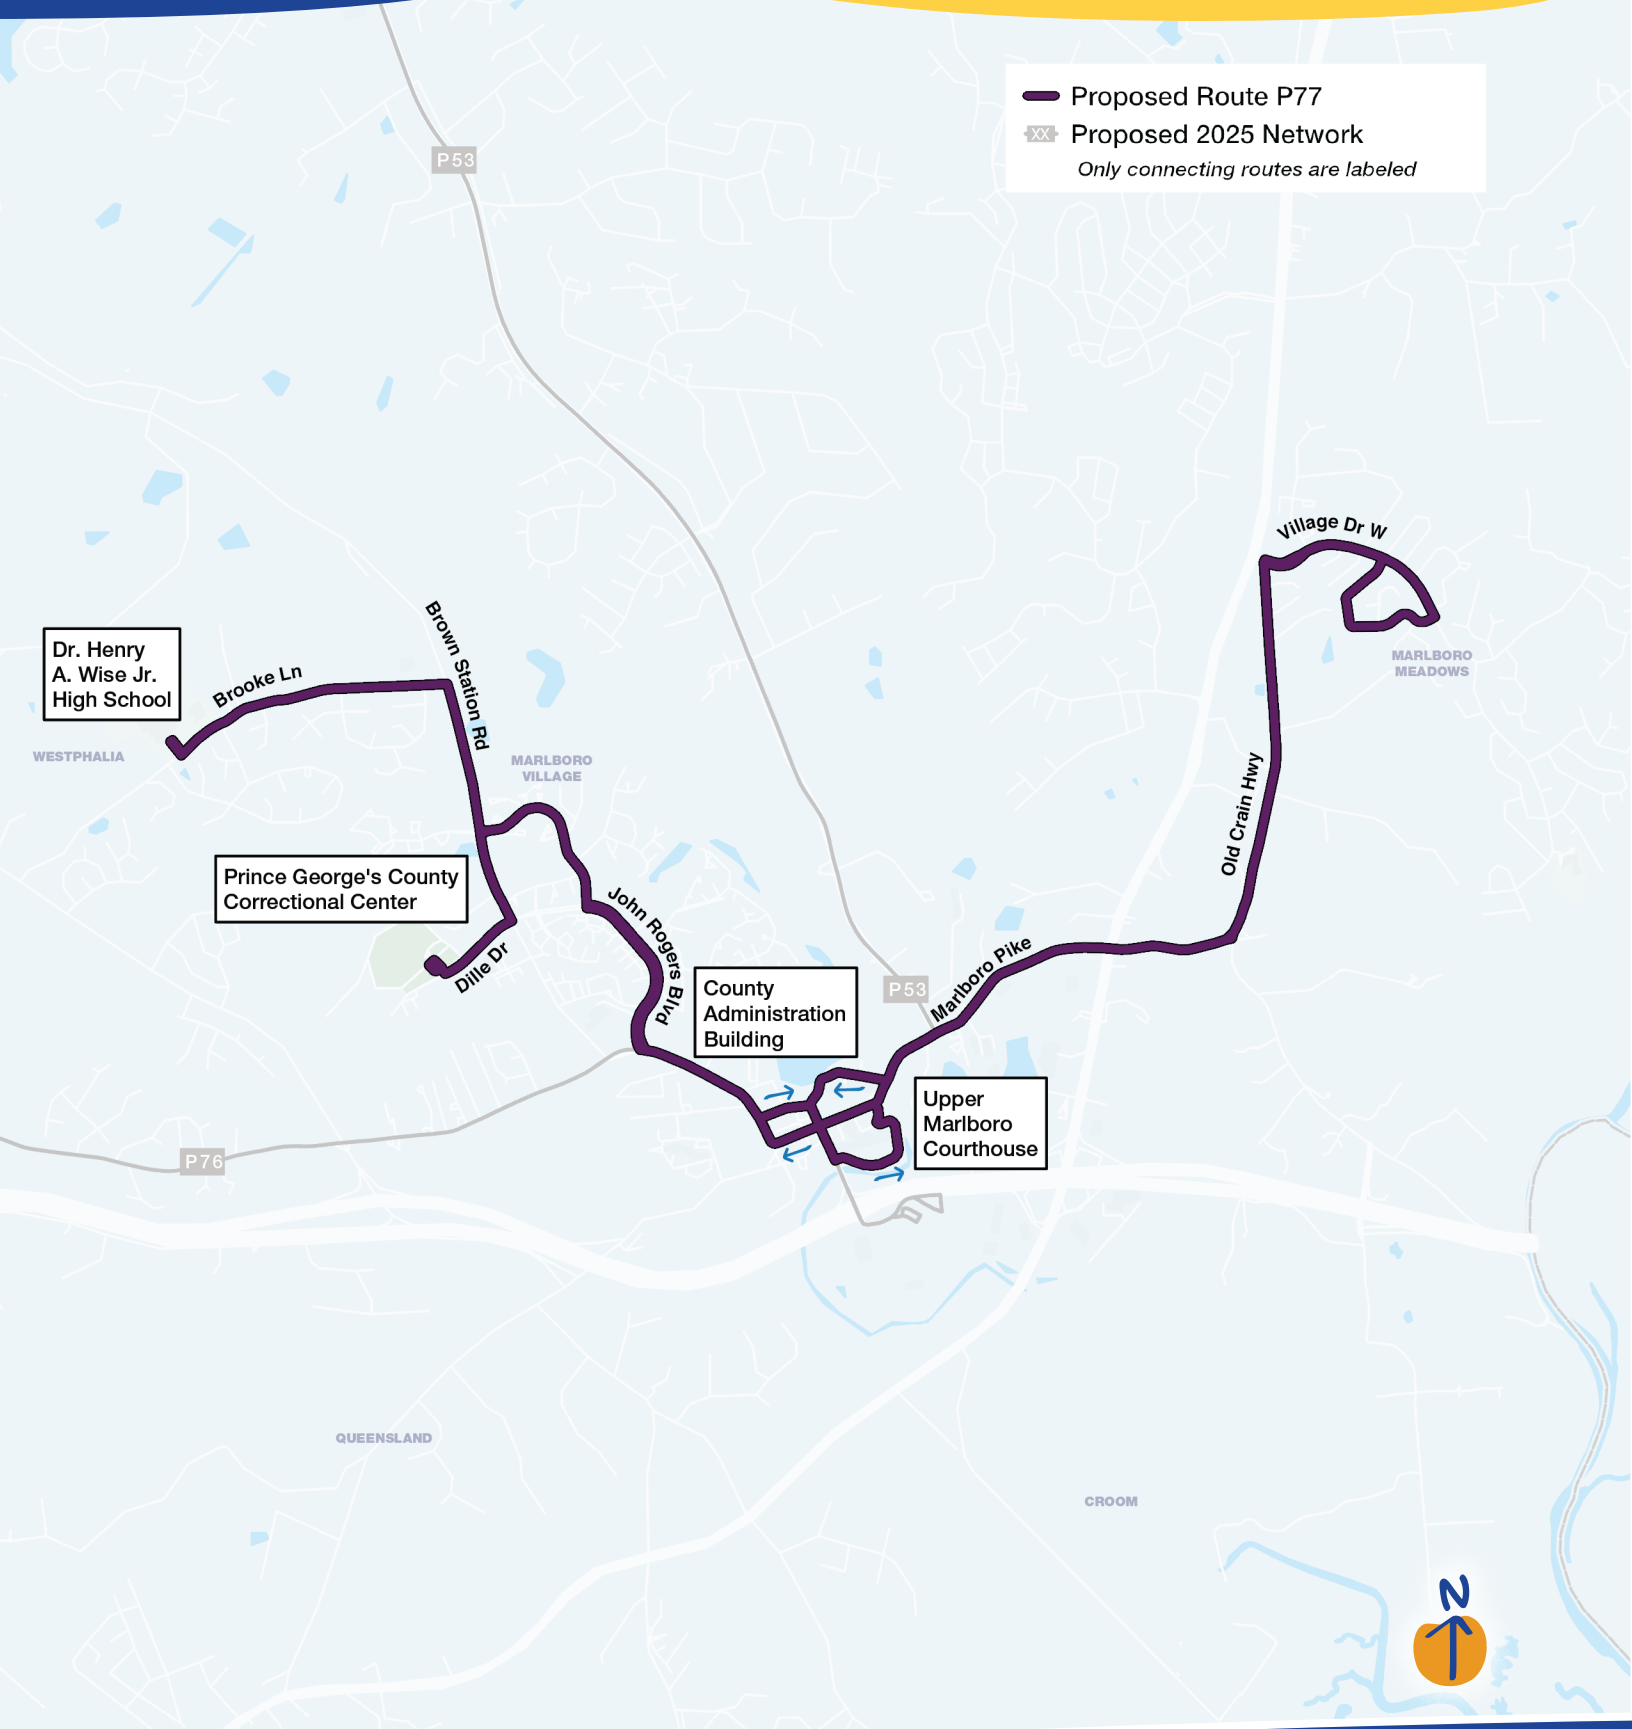 Proposed Route P77
XX Proposed 2025 Network
Only connecting routes are labeled
P53
Village Dr W
Brown Station Rd
Dr. Henry
A. Wise Jr.
High School
Brooke Ln
MARLBORO
MEADOWS
WESTPHALIA
MARLBORO
VILLAGE
Old Crain Hwy
Prince George's County
Correctional Center
John Rogers Blvd
Dille Dr
Marlboro Pike
County
Administration
Building
P53
Upper
Marlboro
Courthouse
P76
QUEENSLAND
CROOM
N